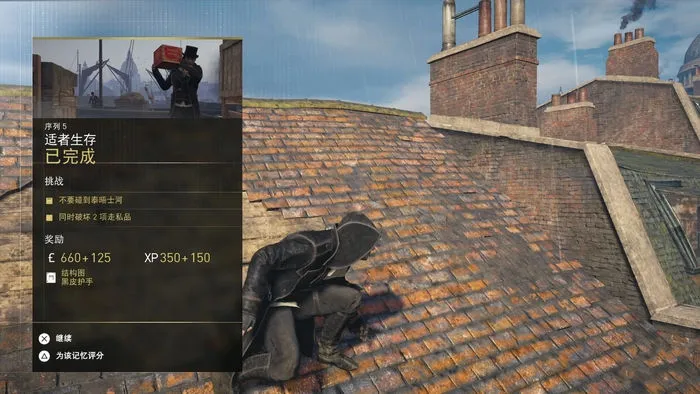 序列 5
适者生存
已完成
挑战
不要碰到泰晤士河
同时破坏 2 项走私品
奖励
£ 660+125 XP 350+150
结构图
黑皮护手
继续
为该记忆评分